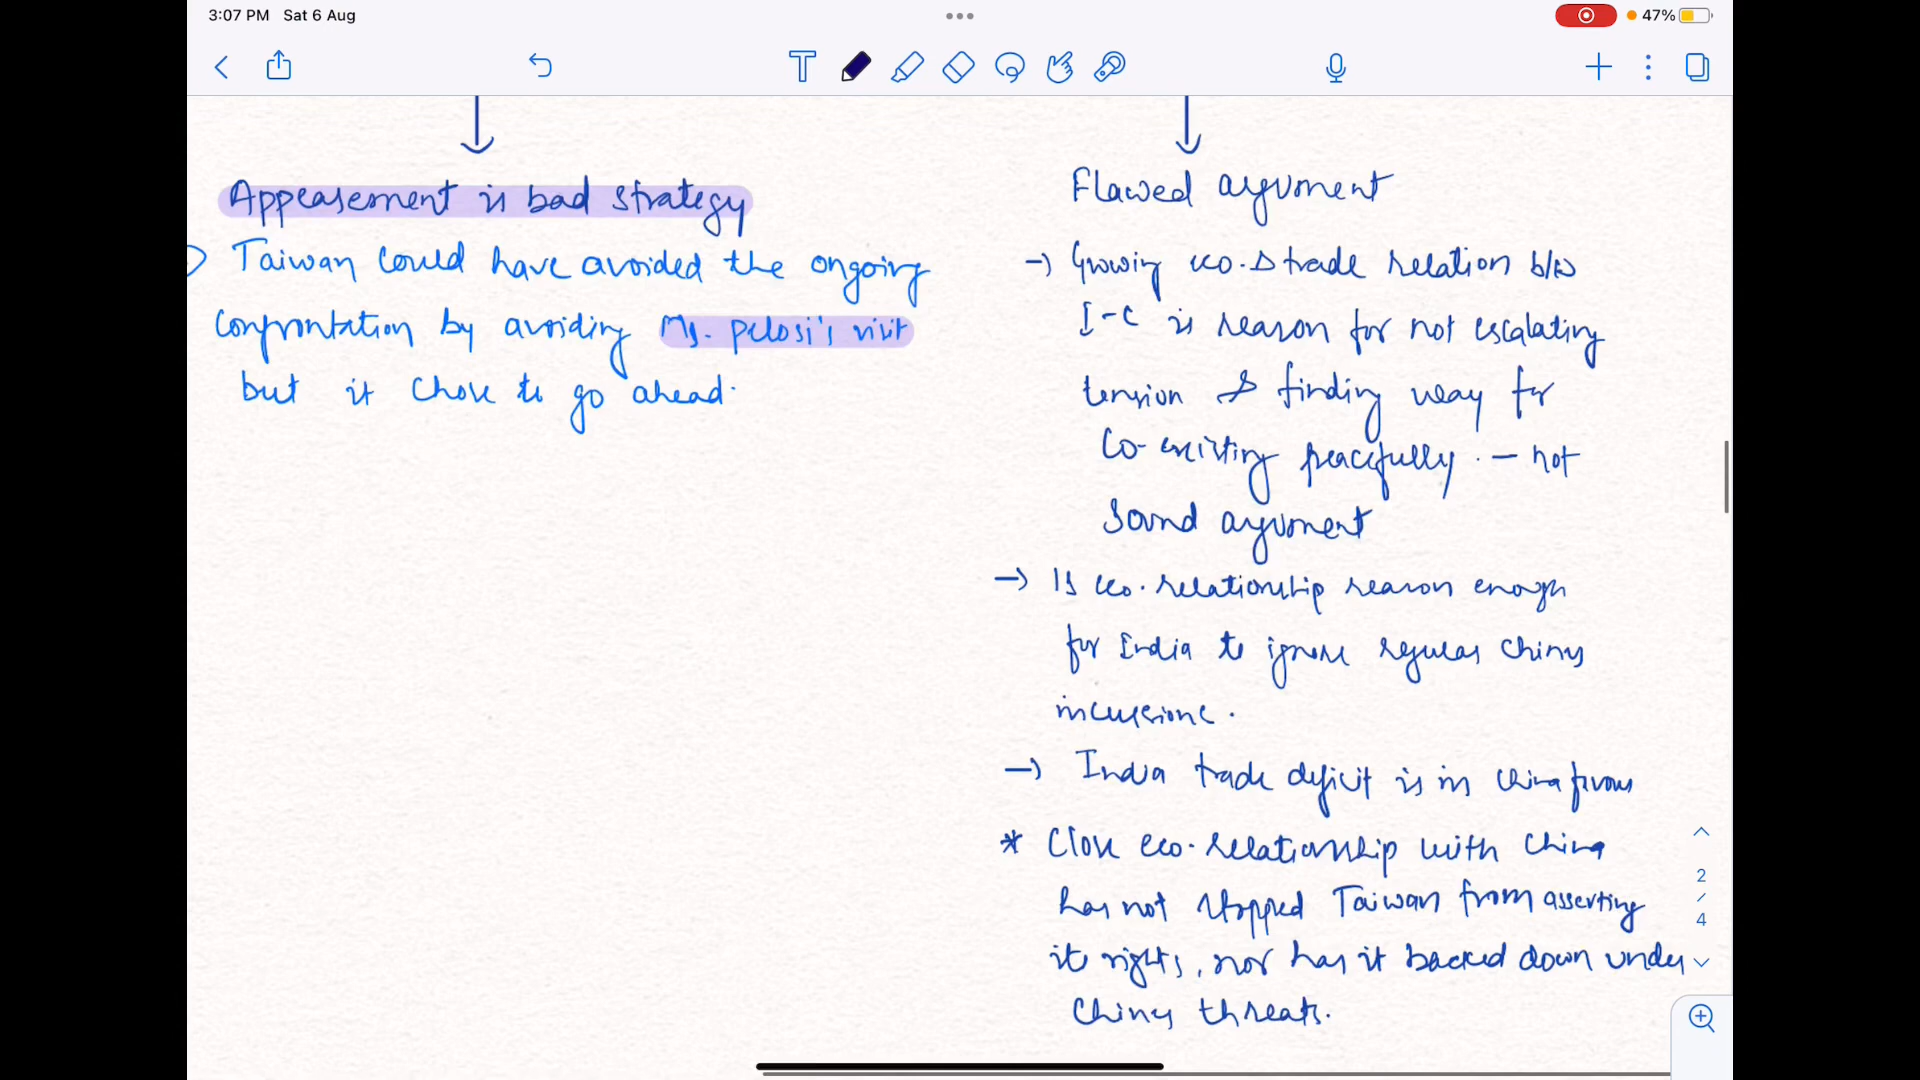 3:07 PM Sat 6 Aug
47%
Appeasement is bad strategy
Taiwan could have avoided the ongoing
confrontation by avoiding Ms. pelosi's visit
but it chose to go ahead.
Flawed argument
→ Growing eco. & trade relation b/w
I-C is reason for not escalating
tension & finding way for
Co-existing peacefully. - not
sound argument
→ Is eco. relationship reason enough
for India to ignore regular Chinese
incursions.
→ India trade deficit is in China favour
* Close eco. relationship with China
has not stopped Taiwan from asserting
its rights, nor has it backed down under
Chinese threats.
2
/
4